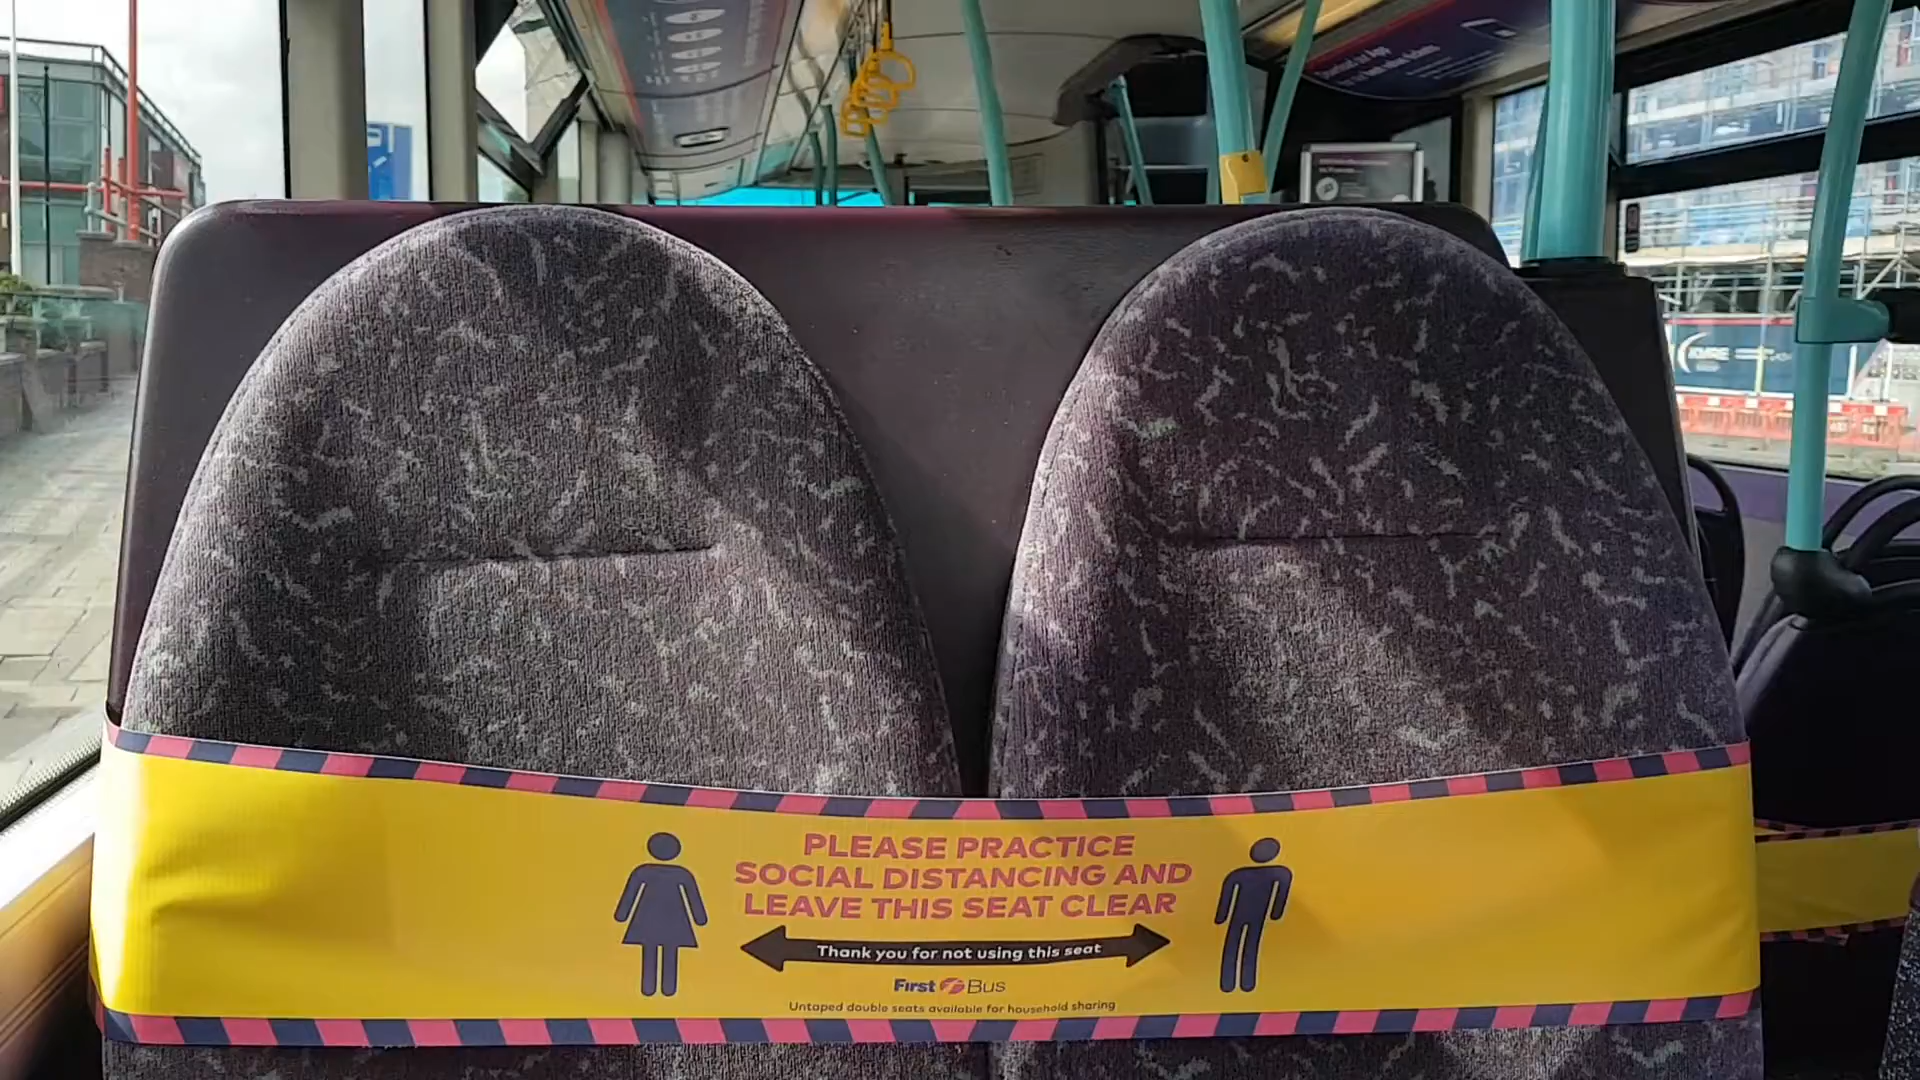 PLEASE PRACTICE
SOCIAL DISTANCING AND
LEAVE THIS SEAT CLEAR
Thank you for not using this seat
First Bus
Untaped double seats available for household sharing